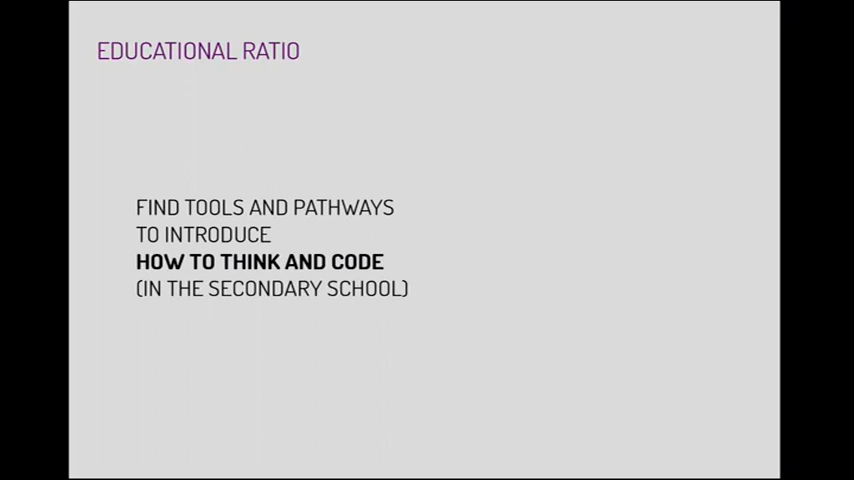 EDUCATIONAL RATIO
FIND TOOLS AND PATHWAYS
TO INTRODUCE
HOW TO THINK AND CODE
(IN THE SECONDARY SCHOOL)